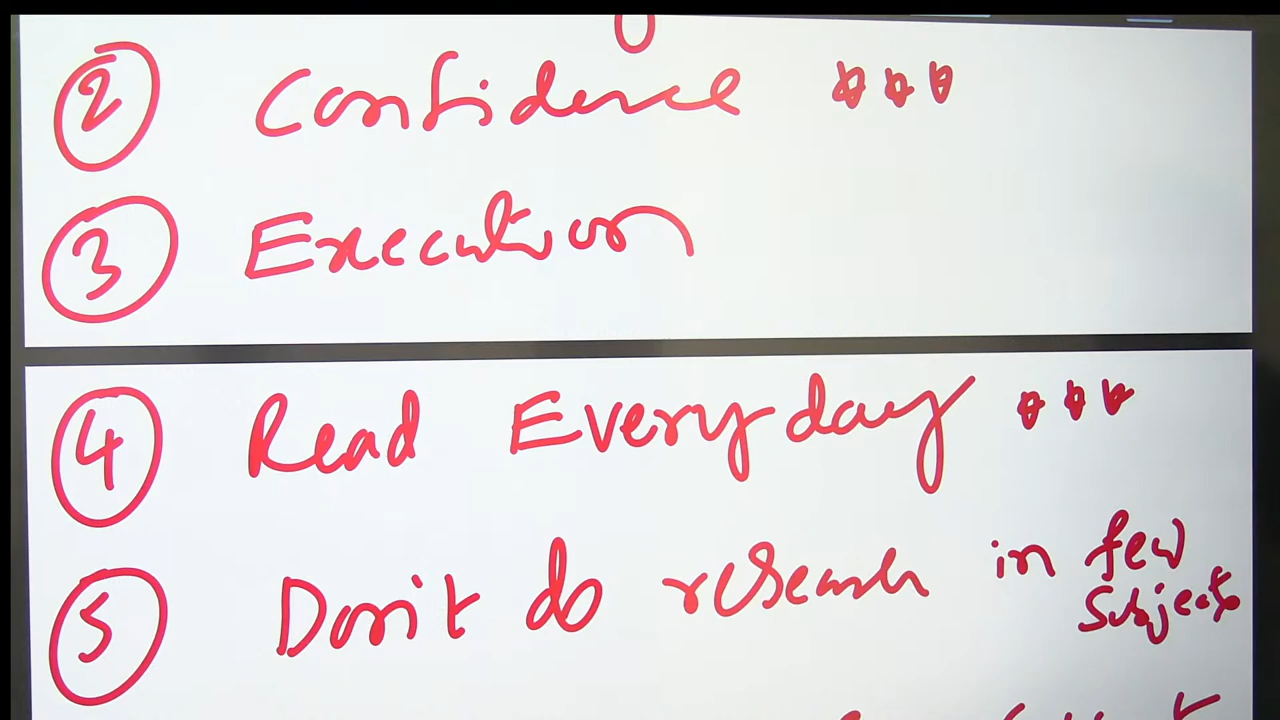 2 Confidence ***
3 Execution
4 Read Everyday ***
5 Don't do research in few
Subjects